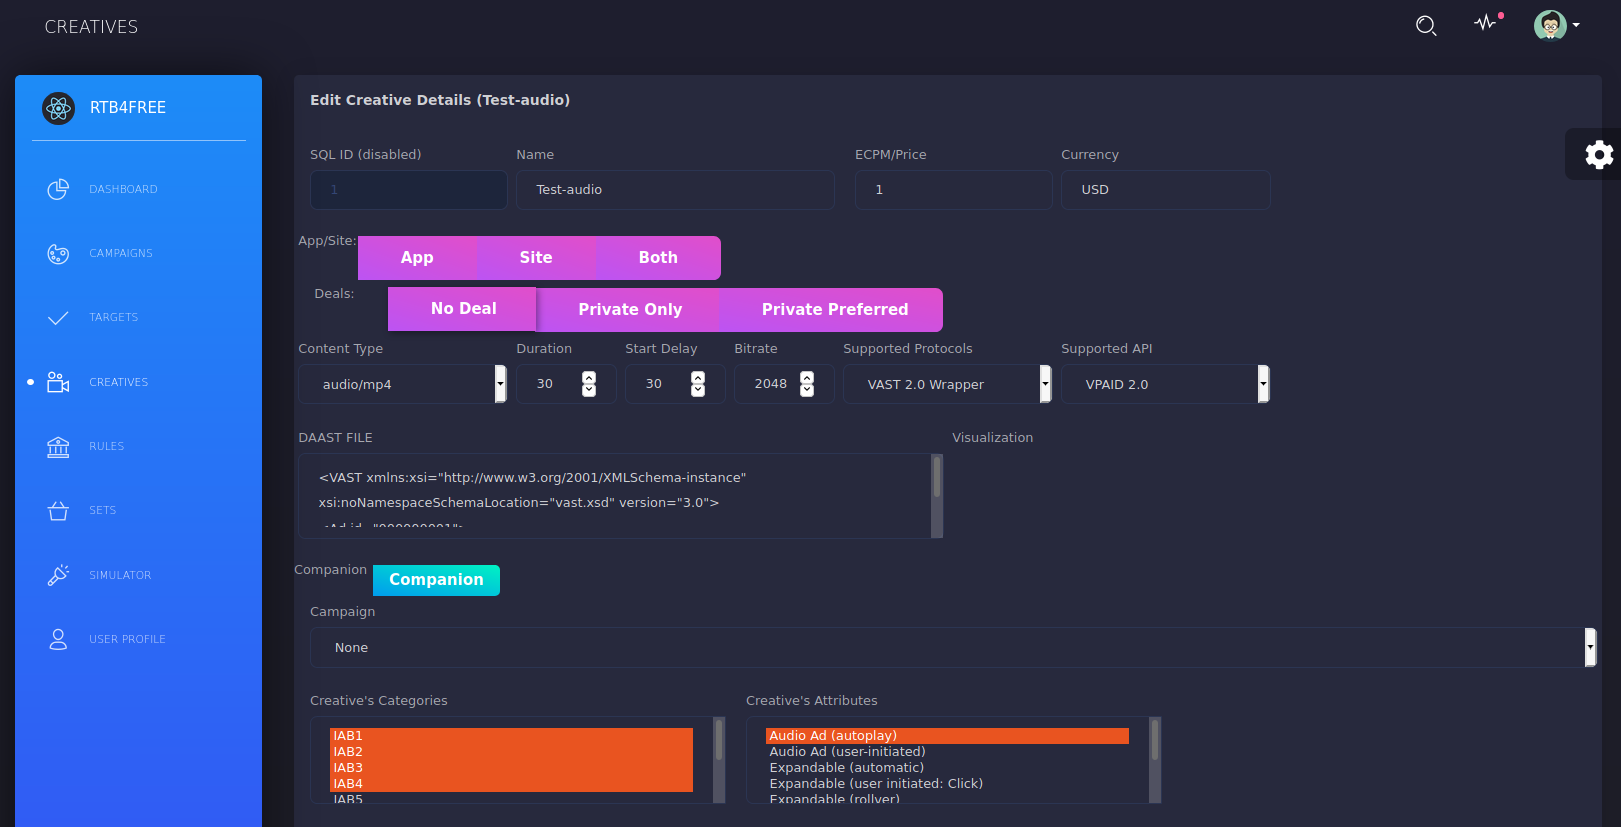 CREATIVES
RTB4FREE
DASHBOARD
CAMPAIGNS
TARGETS
CREATIVES
RULES
SETS
SIMULATOR
USER PROFILE
Edit Creative Details (Test-audio)
SQL ID (disabled) Name ECPM/Price Currency
1 Test-audio 1 USD
App/Site: App Site Both
Deals: No Deal Private Only Private Preferred
Content Type Duration Start Delay Bitrate Supported Protocols Supported API
audio/mp4 30 30 2048 VAST 2.0 Wrapper VPAID 2.0
DAAST FILE Visualization
<VAST xmlns:xsi="http://www.w3.org/2001/XMLSchema-instance"
xsi:noNamespaceSchemaLocation="vast.xsd" version="3.0">
Companion Companion
Campaign
None
Creative's Categories Creative's Attributes
IAB1 Audio Ad (autoplay)
IAB2 Audio Ad (user-initiated)
IAB3 Expandable (automatic)
IAB4 Expandable (user initiated: Click)
IAB5 Expandable (rollver)